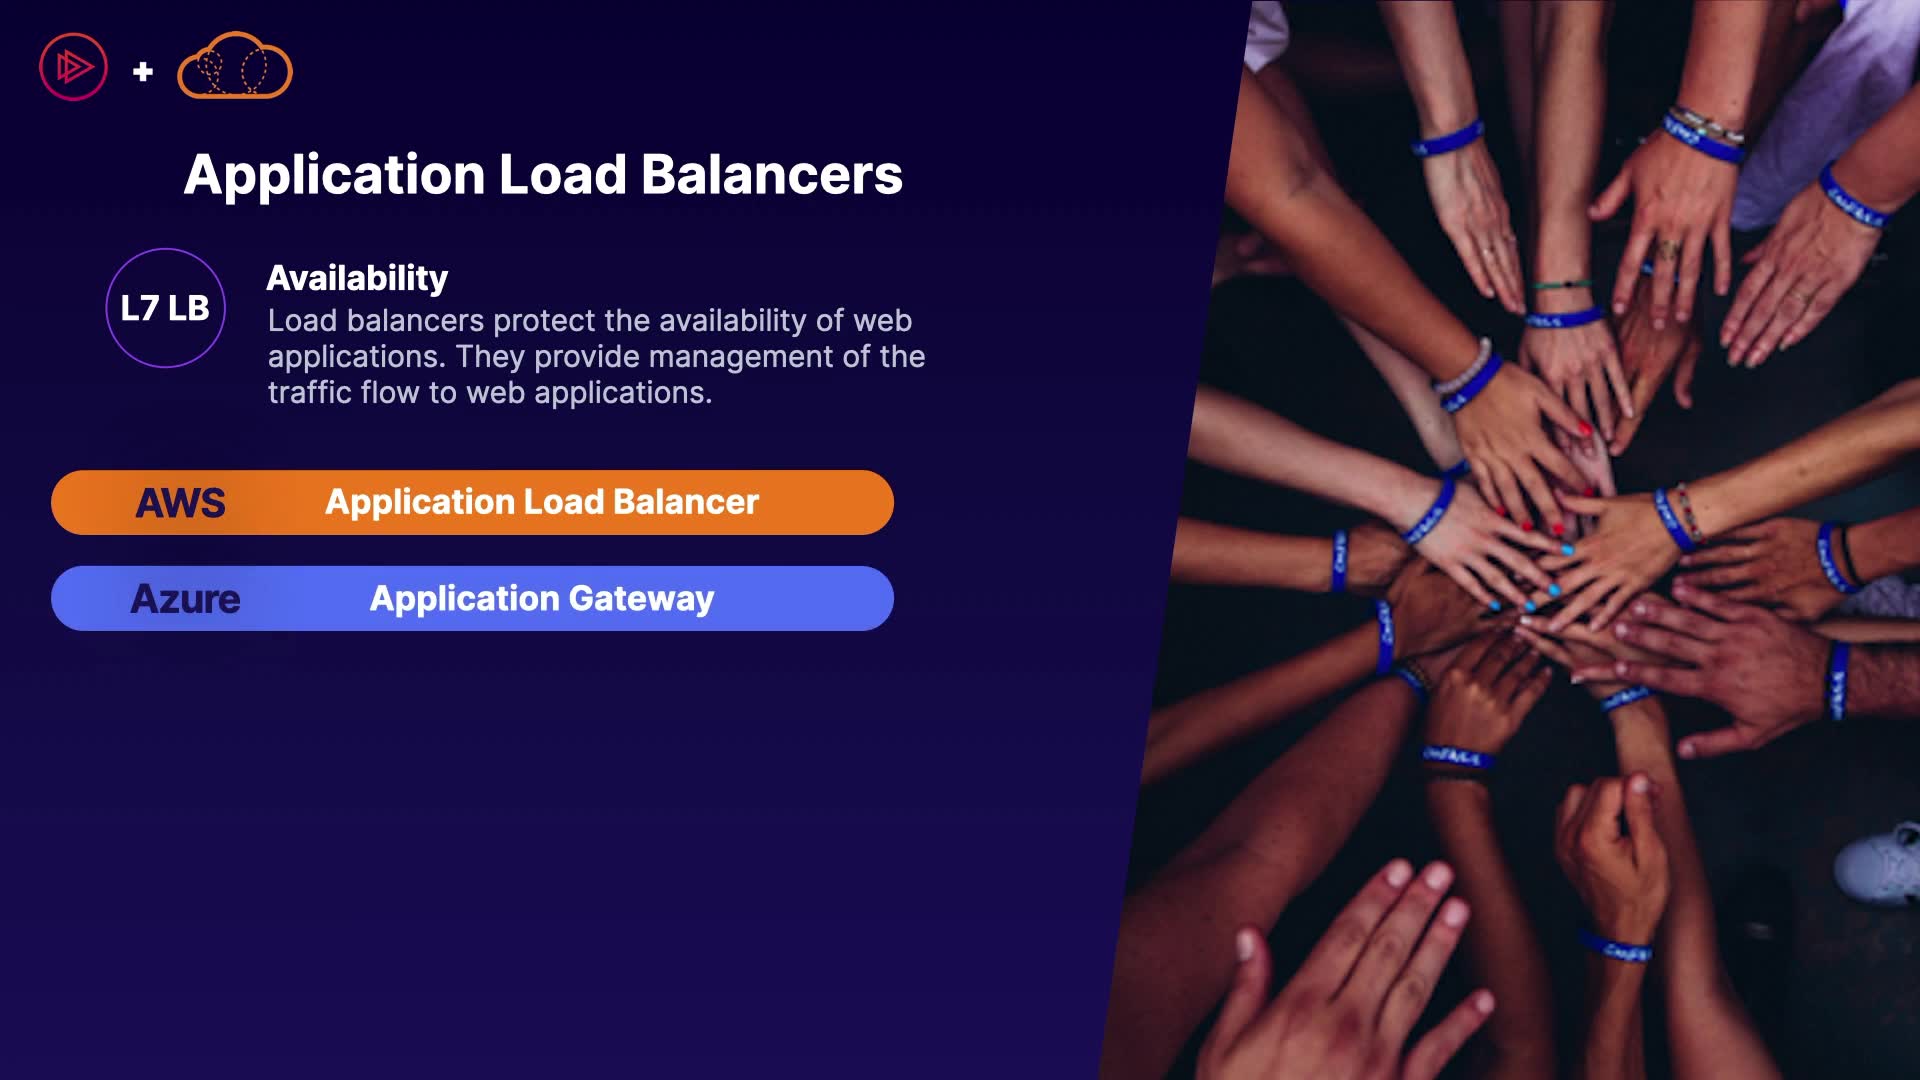 Application Load Balancers
L7 LB
Availability
Load balancers protect the availability of web
applications. They provide management of the
traffic flow to web applications.
AWS
Application Load Balancer
Azure
Application Gateway